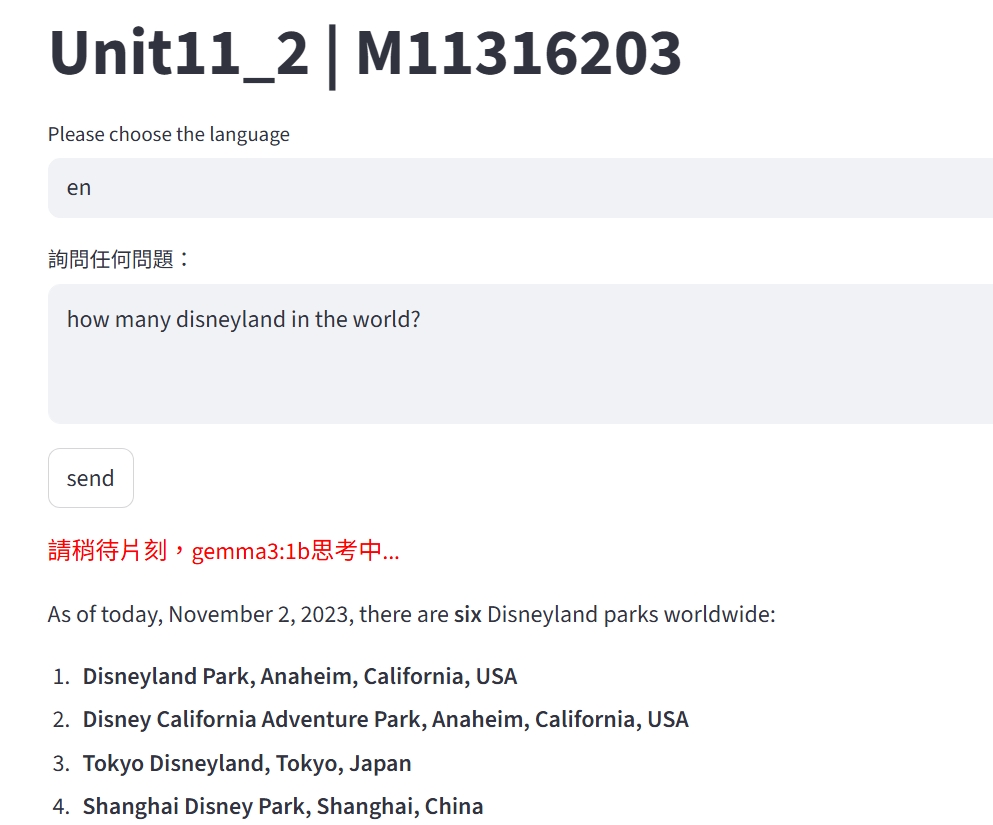 Unit11_2 | M11316203
Please choose the language
en
詢問任何問題：
how many disneyland in the world?
send
請稍待片刻，gemma3:1b思考中...
As of today, November 2, 2023, there are six Disneyland parks worldwide:
1. Disneyland Park, Anaheim, California, USA
2. Disney California Adventure Park, Anaheim, California, USA
3. Tokyo Disneyland, Tokyo, Japan
4. Shanghai Disney Park, Shanghai, China